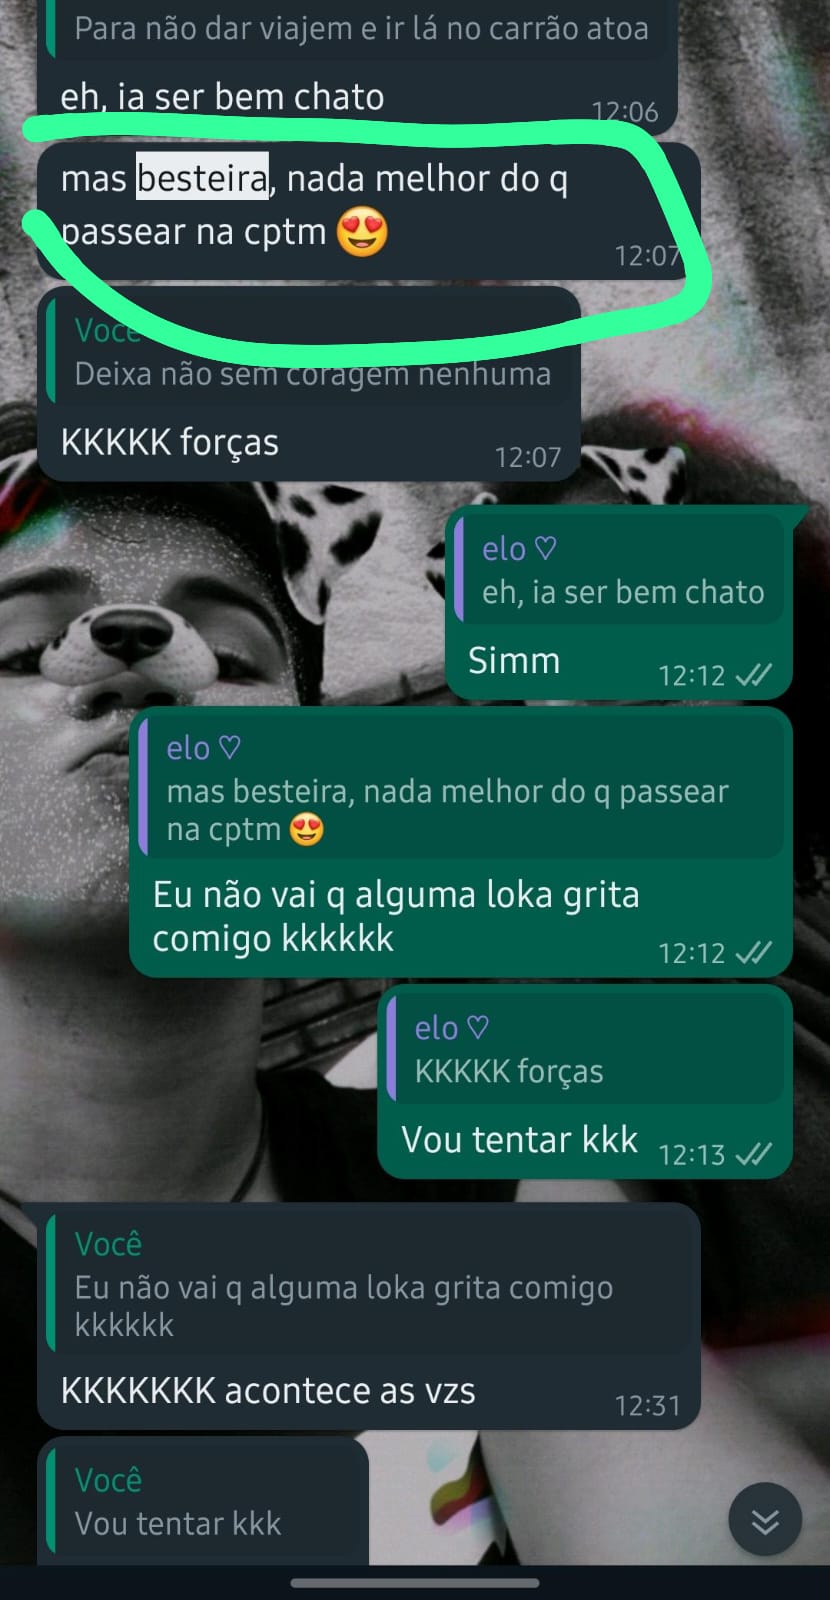 Para não dar viajem e ir lá no carrão atoa
eh, ia ser bem chato
12:06
mas besteira, nada melhor do q
passear na cptm 😍
12:07
Você
Deixa não sem coragem nenhuma
KKKKK forças
12:07
elo ♡
eh, ia ser bem chato
Simm
12:12
elo ♡
mas besteira, nada melhor do q passear
na cptm 😍
Eu não vai q alguma loka grita
comigo kkkkkk
12:12
elo ♡
KKKKK forças
Vou tentar kkk
12:13
Você
Eu não vai q alguma loka grita comigo
kkkkkk
KKKKKKK acontece as vzs
12:31
Você
Vou tentar kkk